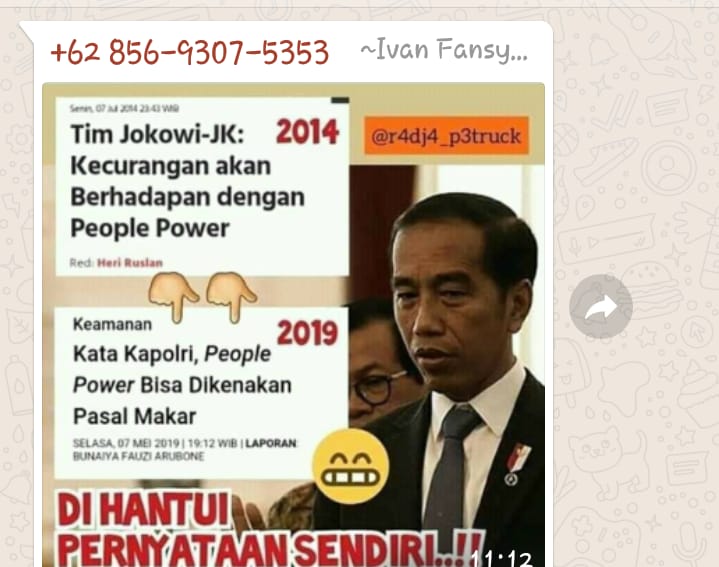 +62 856-9307-5353 ~Ivan Fansy...
Senin, 07 Jul 2014 23:43 WIB
Tim Jokowi-JK: 2014
Kecurangan akan
Berhadapan dengan
People Power
Red: Heri Ruslan
@r4dj4_p3truck
Keamanan 2019
Kata Kapolri, People
Power Bisa Dikenakan
Pasal Makar
SELASA, 07 MEI 2019 | 19:12 WIB | LAPORAN:
BUNAIYA FAUZI ARUBONE
DI HANTUI
PERNYATAAN SENDIRI..!!
11:12